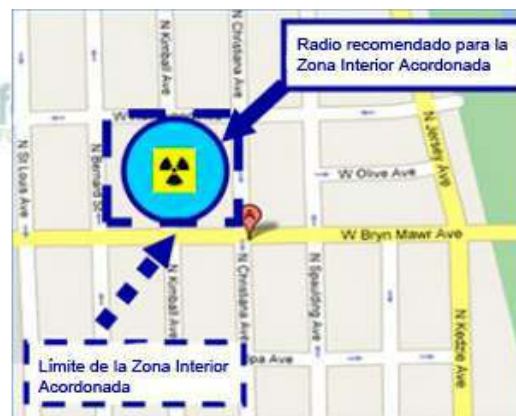 Radio recomendado para la
Zona Interior Acordonada
N Kimball Ave
N Christiana Ave
N Jersey Ave
N St Louis Ave
N Bernard St
W Olive Ave
A
W Bryn Mawr Ave
N Kimball Ave
N Christiana Ave
N Spaulding Ave
N Kedzie Ave
Límite de la Zona Interior
Acordonada
Ave